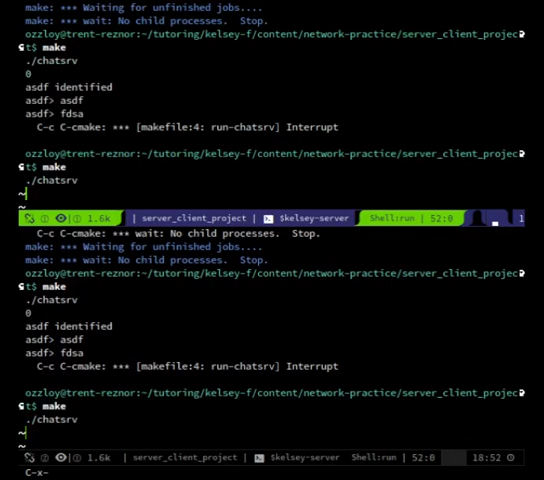 make: *** Waiting for unfinished jobs....
make: *** wait: No child processes.  Stop.
ozzloy@trent-reznor:~/tutoring/kelsey-f/content/network-practice/server_client_projec
t$ make
./chatsrv
0
asdf identified
asdf> asdf
asdf> fdsa
C-c C-cmake: *** [makefile:4: run-chatsrv] Interrupt
ozzloy@trent-reznor:~/tutoring/kelsey-f/content/network-practice/server_client_projec
t$ make
./chatsrv
~
~
1.6k | server_client_project | $kelsey-server Shell:run | 52:0 1
C-c C-cmake: *** wait: No child processes.  Stop.
make: *** Waiting for unfinished jobs....
make: *** wait: No child processes.  Stop.
ozzloy@trent-reznor:~/tutoring/kelsey-f/content/network-practice/server_client_projec
t$ make
./chatsrv
0
asdf identified
asdf> asdf
asdf> fdsa
C-c C-cmake: *** [makefile:4: run-chatsrv] Interrupt
ozzloy@trent-reznor:~/tutoring/kelsey-f/content/network-practice/server_client_projec
t$ make
./chatsrv
~
~
1.6k | server_client_project | $kelsey-server Shell:run | 52:0 18:52
C-x-